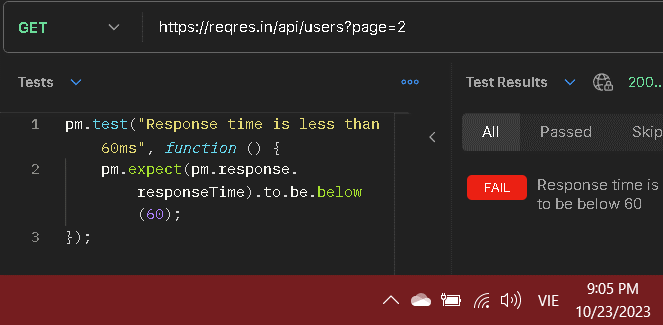 GET https://reqres.in/api/users?page=2
Tests
Test Results 200...
1 pm.test("Response time is less than
60ms", function () {
2 pm.expect(pm.response.
responseTime).to.be.below
(60);
3 });
All Passed Skip
FAIL Response time is
to be below 60
VIE
9:05 PM
10/23/2023